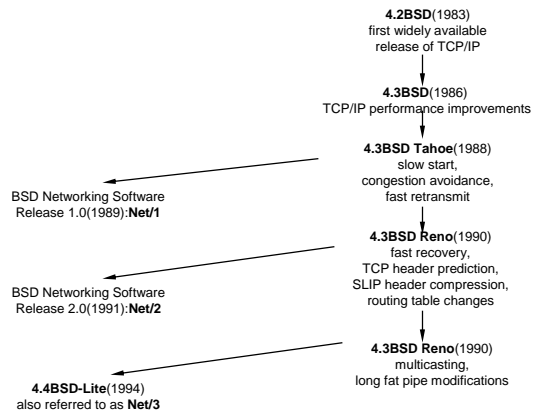 4.2BSD(1983)
first widely available
release of TCP/IP
4.3BSD(1986)
TCP/IP performance improvements
4.3BSD Tahoe(1988)
slow start,
congestion avoidance,
fast retransmit
BSD Networking Software
Release 1.0(1989):Net/1
4.3BSD Reno(1990)
fast recovery,
TCP header prediction,
SLIP header compression,
routing table changes
BSD Networking Software
Release 2.0(1991):Net/2
4.3BSD Reno(1990)
multicasting,
long fat pipe modifications
4.4BSD-Lite(1994)
also referred to as Net/3